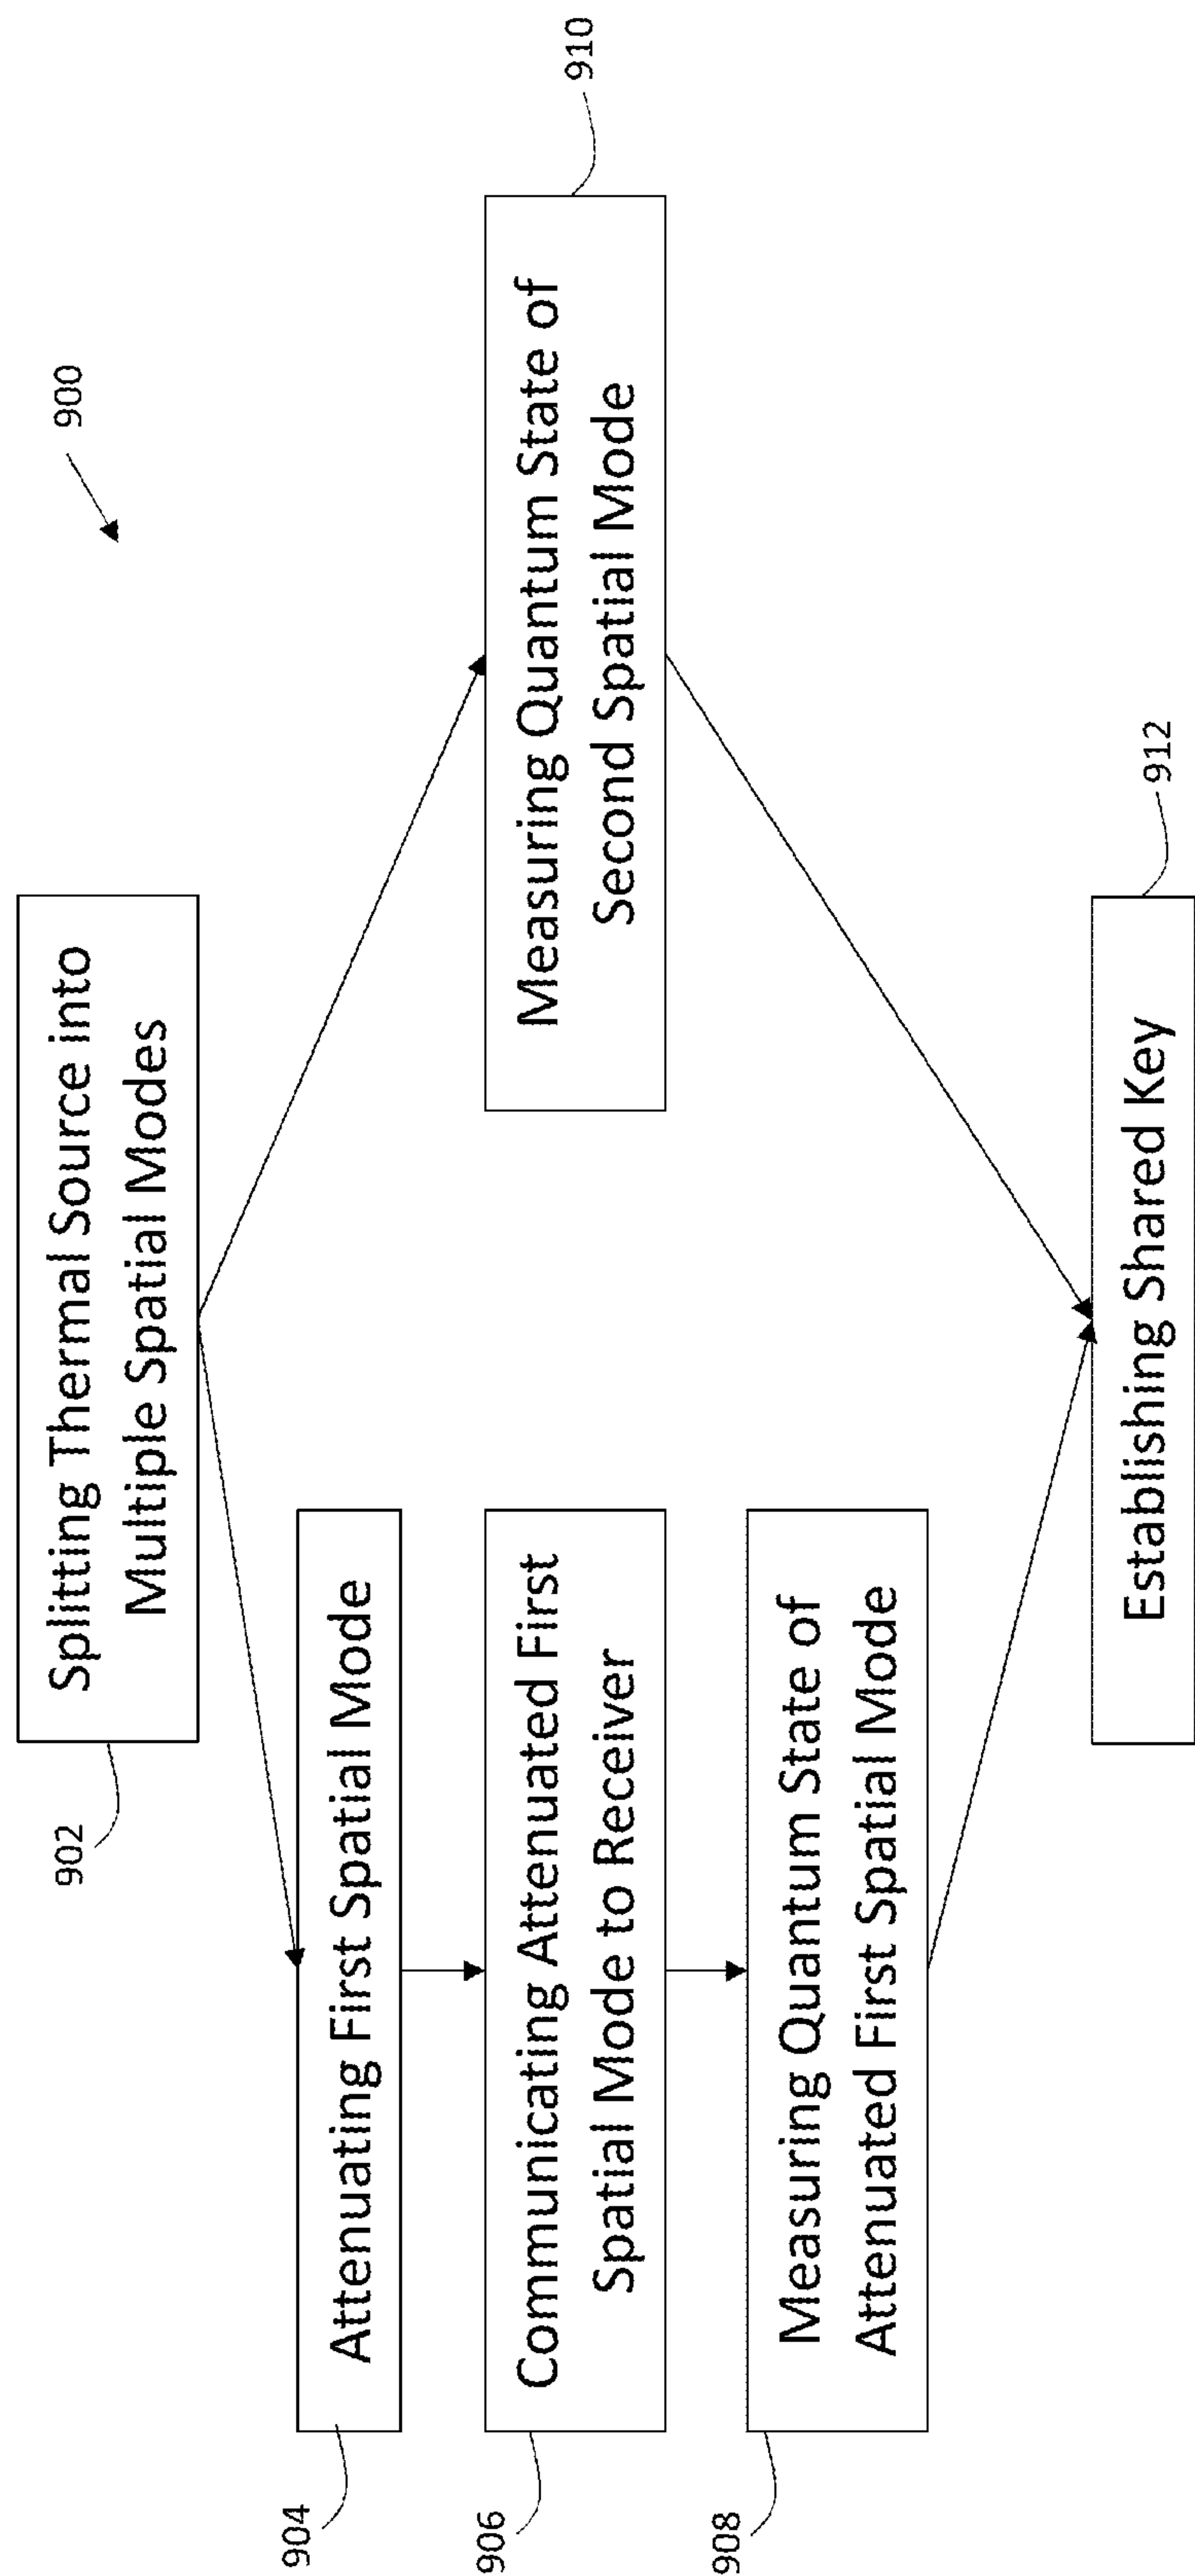 900
902
Splitting Thermal Source into
Multiple Spatial Modes
904
Attenuating First Spatial Mode
906
Communicating Attenuated First
Spatial Mode to Receiver
908
Measuring Quantum State of
Attenuated First Spatial Mode
Measuring Quantum State of
Second Spatial Mode
910
Establishing Shared Key
912